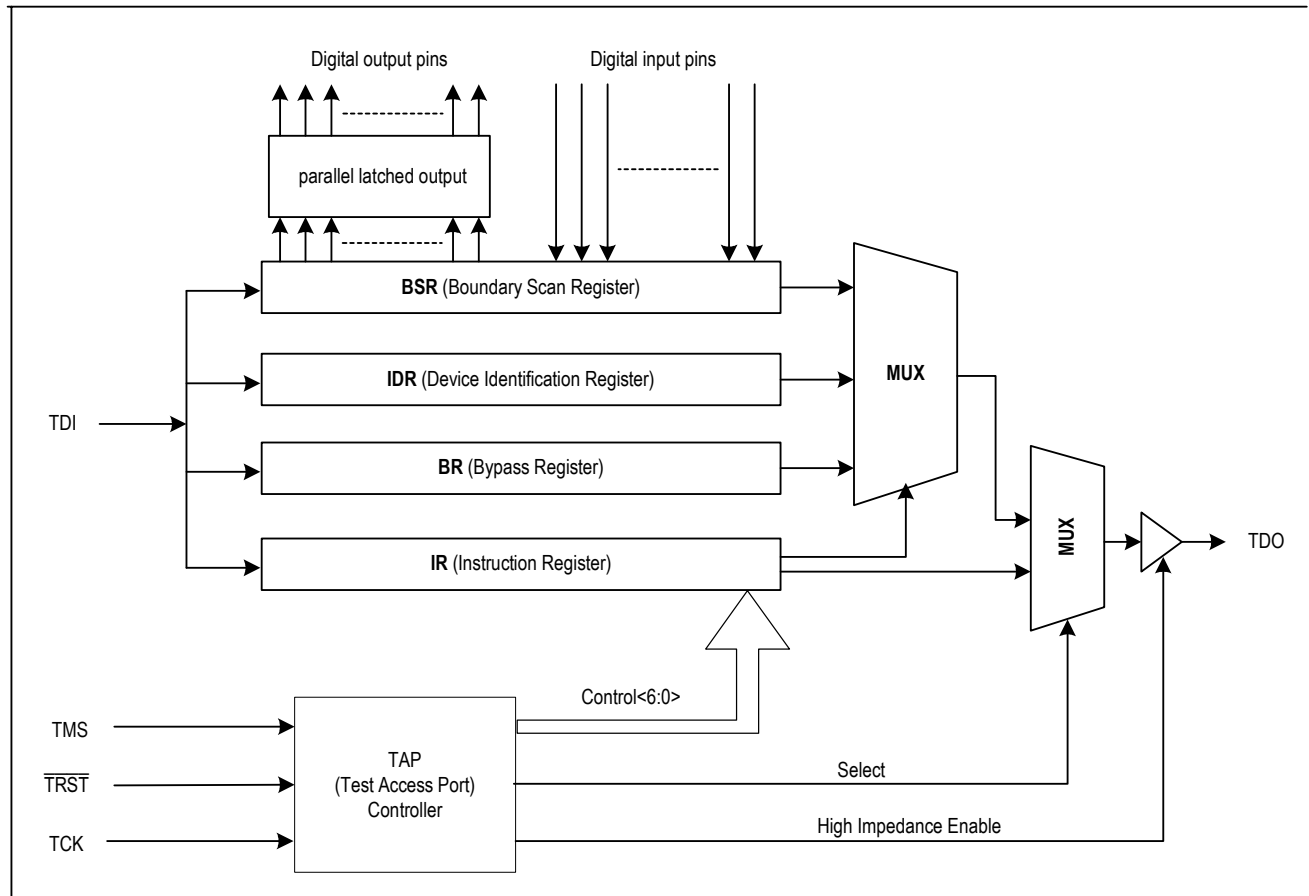 Digital output pins
Digital input pins
parallel latched output
BSR (Boundary Scan Register)
IDR (Device Identification Register)
MUX
TDI
BR (Bypass Register)
MUX
IR (Instruction Register)
TDO
Control<6:0>
TMS
TAP
(Test Access Port)
Controller
TRST
Select
TCK
High Impedance Enable